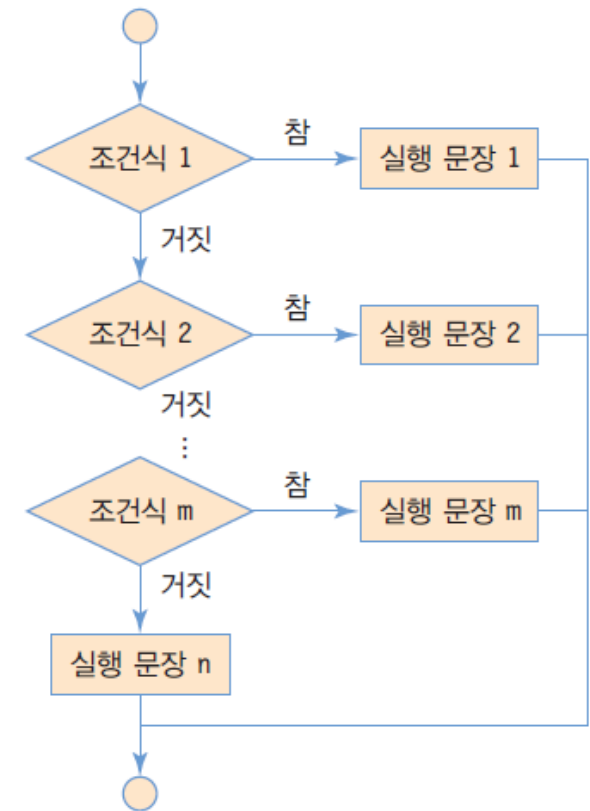 참
조건식 1
실행 문장 1
거짓
참
조건식 2
실행 문장 2
거짓
⋮
참
조건식 m
실행 문장 m
거짓
실행 문장 n